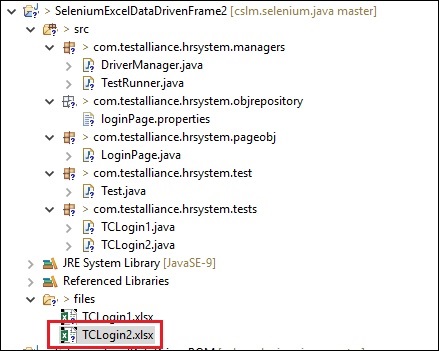 > SeleniumExcelDataDrivenFrame2 [cslm.selenium.java master]
> src
> com.testalliance.hrsystem.managers
> DriverManager.java
> TestRunner.java
> com.testalliance.hrsystem.objrepository
loginPage.properties
> com.testalliance.hrsystem.pageobj
> LoginPage.java
> com.testalliance.hrsystem.test
> Test.java
> com.testalliance.hrsystem.tests
> TCLogin1.java
> TCLogin2.java
> JRE System Library [JavaSE-9]
> Referenced Libraries
> files
TCLogin1.xlsx
TCLogin2.xlsx